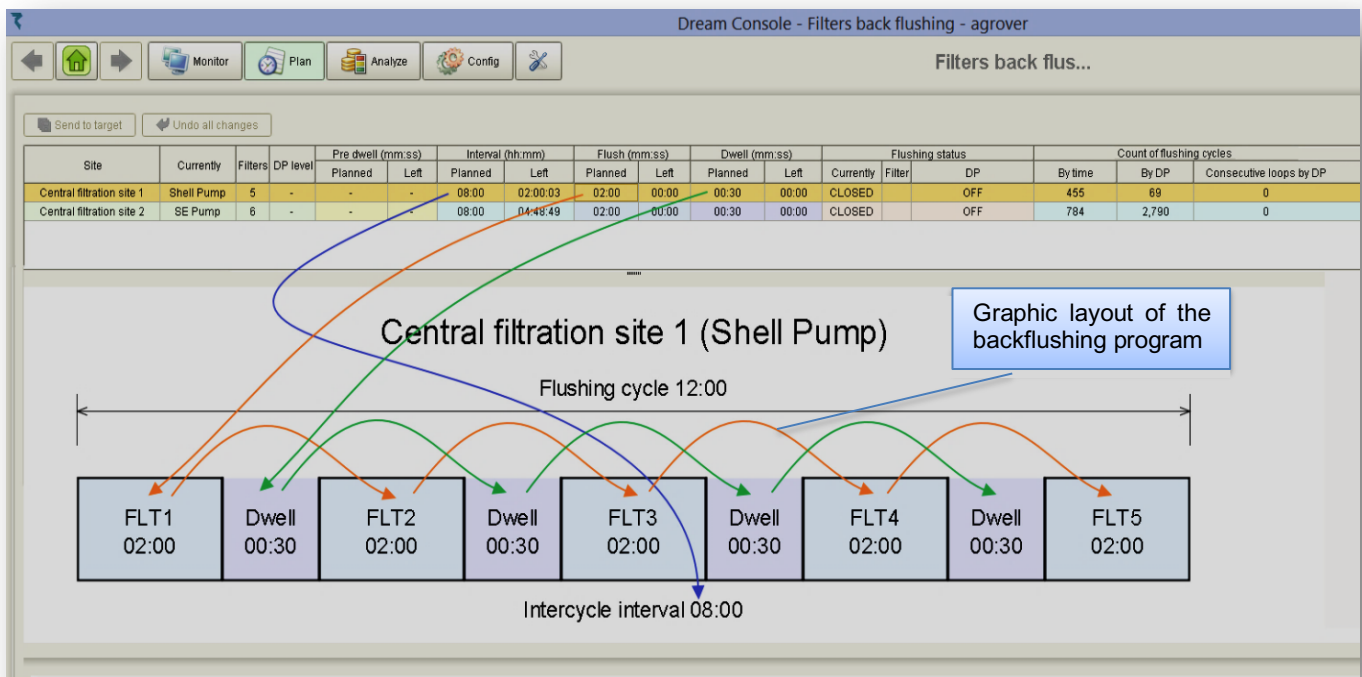 Dream Console - Filters back flushing - agrover
Monitor Plan Analyze Config Filters back flus...
Send to target Undo all changes
Site Currently Filters DP level Pre dwell (mm:ss) Interval (hh:mm) Flush (mm:ss) Dwell (mm:ss) Flushing status Count of flushing cycles
Planned Left Planned Left Planned Left Planned Left Currently Filter DP By time By DP Consecutive loops by DP
Central filtration site 1 Shell Pump 5 - - - 08:00 02:00:03 02:00 00:00 00:30 00:00 CLOSED OFF 455 69 0
Central filtration site 2 SE Pump 6 - - - 08:00 04:48:49 02:00 00:00 00:30 00:00 CLOSED OFF 784 2,790 0
Graphic layout of the
backflushing program
Central filtration site 1 (Shell Pump)
Flushing cycle 12:00
FLT1 Dwell FLT2 Dwell FLT3 Dwell FLT4 Dwell FLT5
02:00 00:30 02:00 00:30 02:00 00:30 02:00 00:30 02:00
Intercycle interval 08:00